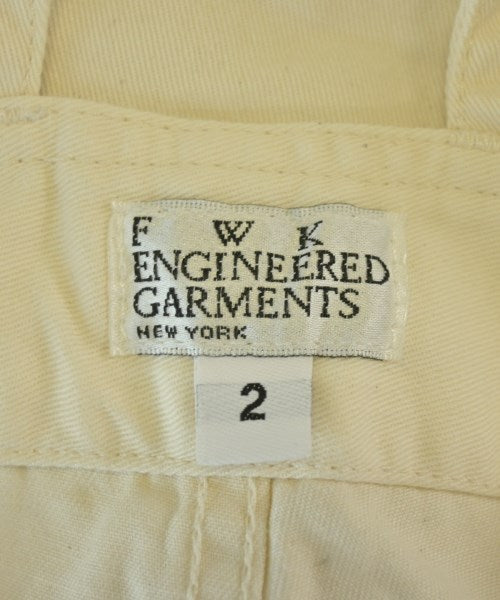 F W K
ENGINEERED
GARMENTS
NEW YORK
2